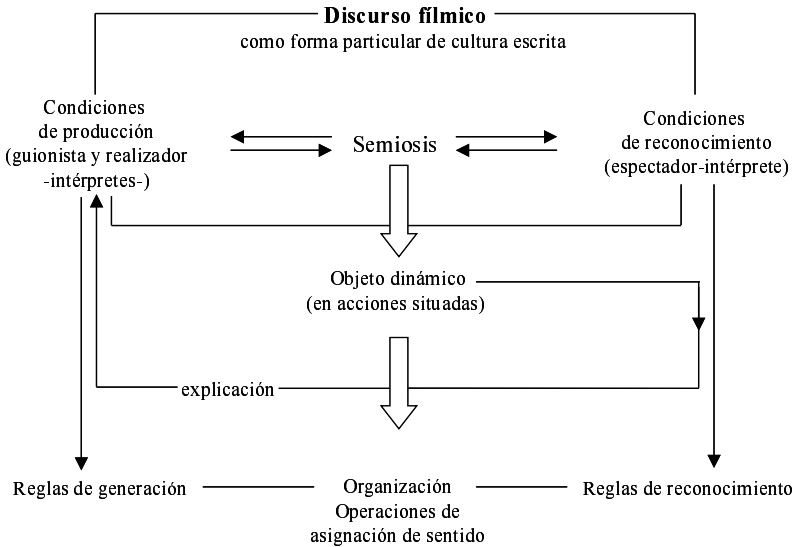 Discurso fílmico
como forma particular de cultura escrita
Condiciones
de producción
(guionista y realizador
-intérpretes-)
Semiosis
Condiciones
de reconocimiento
(espectador-intérprete)
Objeto dinámico
(en acciones situadas)
explicación
Reglas de generación
Organización
Operaciones de
asignación de sentido
Reglas de reconocimiento